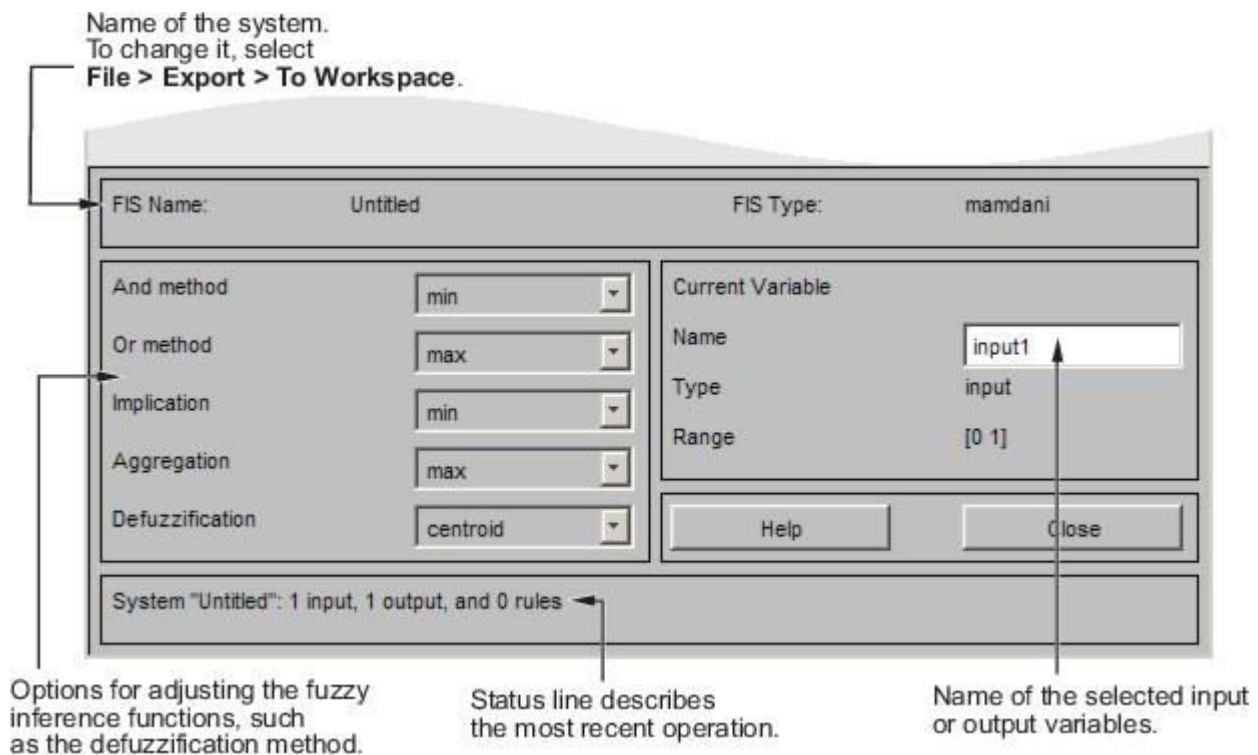 Name of the system.
To change it, select
File > Export > To Workspace.
FIS Name: Untitled FIS Type: mamdani
And method min
Or method max
Implication min
Aggregation max
Defuzzification centroid
Current Variable
Name input1
Type input
Range [0 1]
Help Close
System "Untitled": 1 input, 1 output, and 0 rules
Options for adjusting the fuzzy
inference functions, such
as the defuzzification method.
Status line describes
the most recent operation.
Name of the selected input
or output variables.